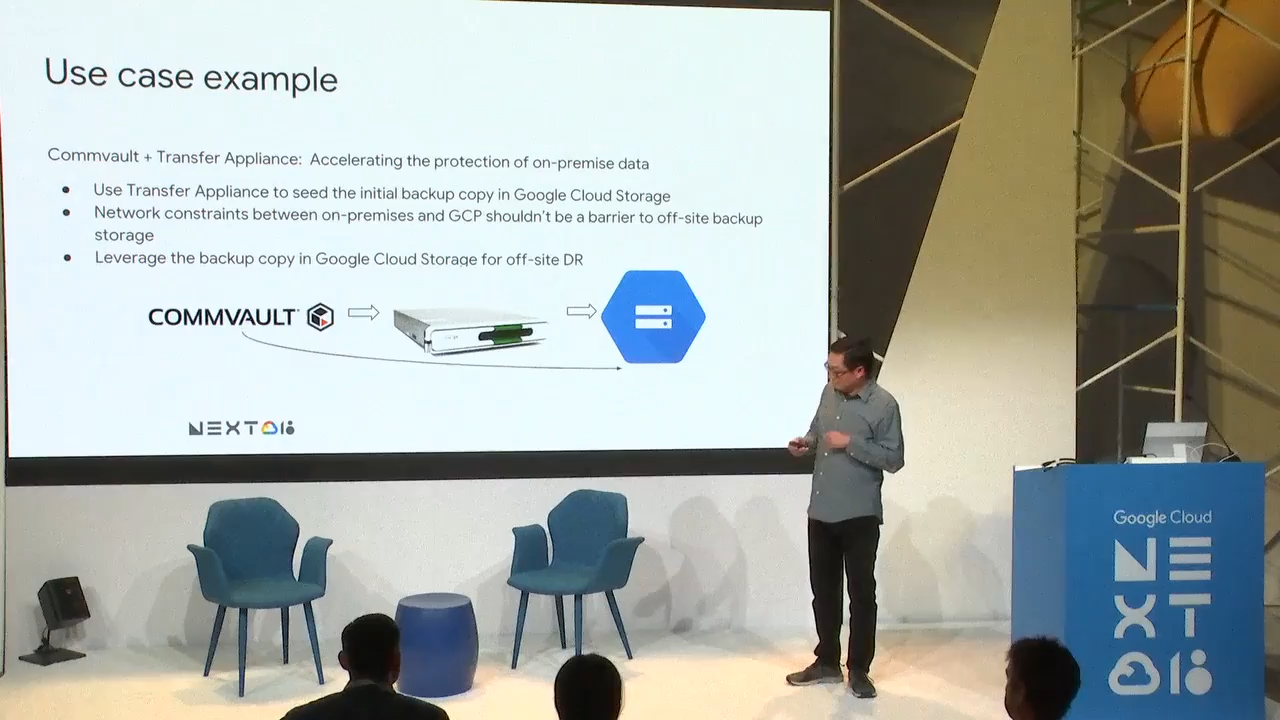 Use case example
Commvault + Transfer Appliance: Accelerating the protection of on-premise data
● Use Transfer Appliance to seed the initial backup copy in Google Cloud Storage
● Network constraints between on-premises and GCP shouldn't be a barrier to off-site backup
storage
● Leverage the backup copy in Google Cloud Storage for off-site DR
COMMVAULT
NEXT 18
Google Cloud
NE
XT
18